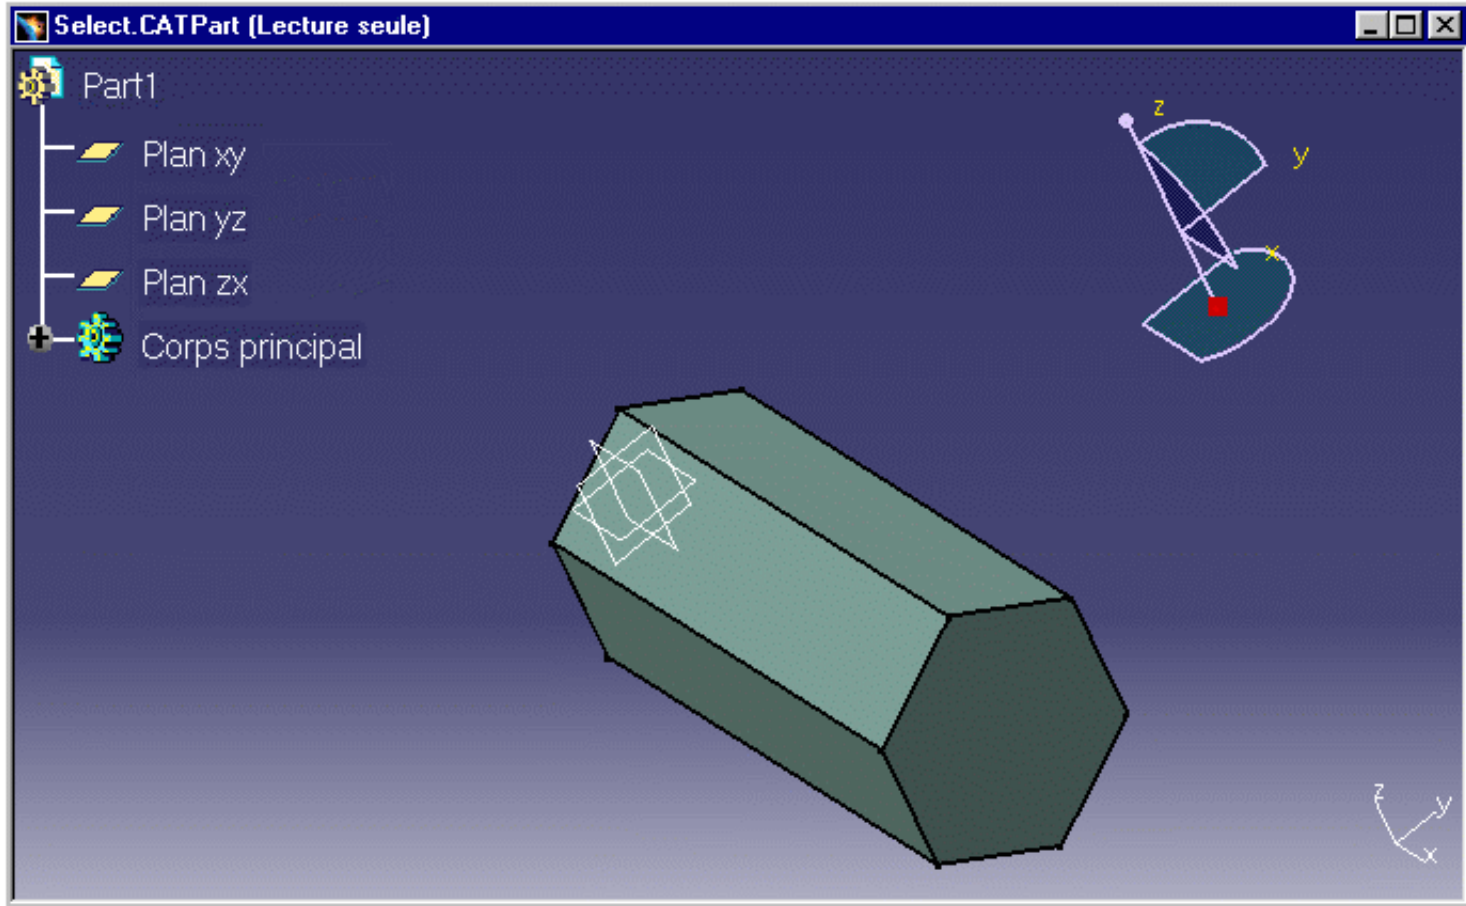 Select.CATPart (Lecture seule)
Part1
Plan xy
Plan yz
Plan zx
Corps principal
z
y
x
z
y
x